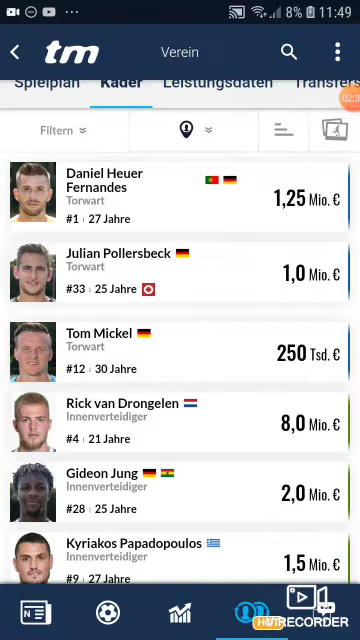 8% 11:49
tm Verein
Spielplan Kader Leistungsdaten Transfers
Filtern
Daniel Heuer
Fernandes
Torwart
#1 27 Jahre
1,25 Mio. €
Julian Pollersbeck
Torwart
#33 25 Jahre
1,0 Mio. €
Tom Mickel
Torwart
#12 30 Jahre
250 Tsd. €
Rick van Drongelen
Innenverteidiger
#4 21 Jahre
8,0 Mio. €
Gideon Jung
Innenverteidiger
#28 25 Jahre
2,0 Mio. €
Kyriakos Papadopoulos
Innenverteidiger
#9 27 Jahre
1,5 Mio. €
N
RECORDER